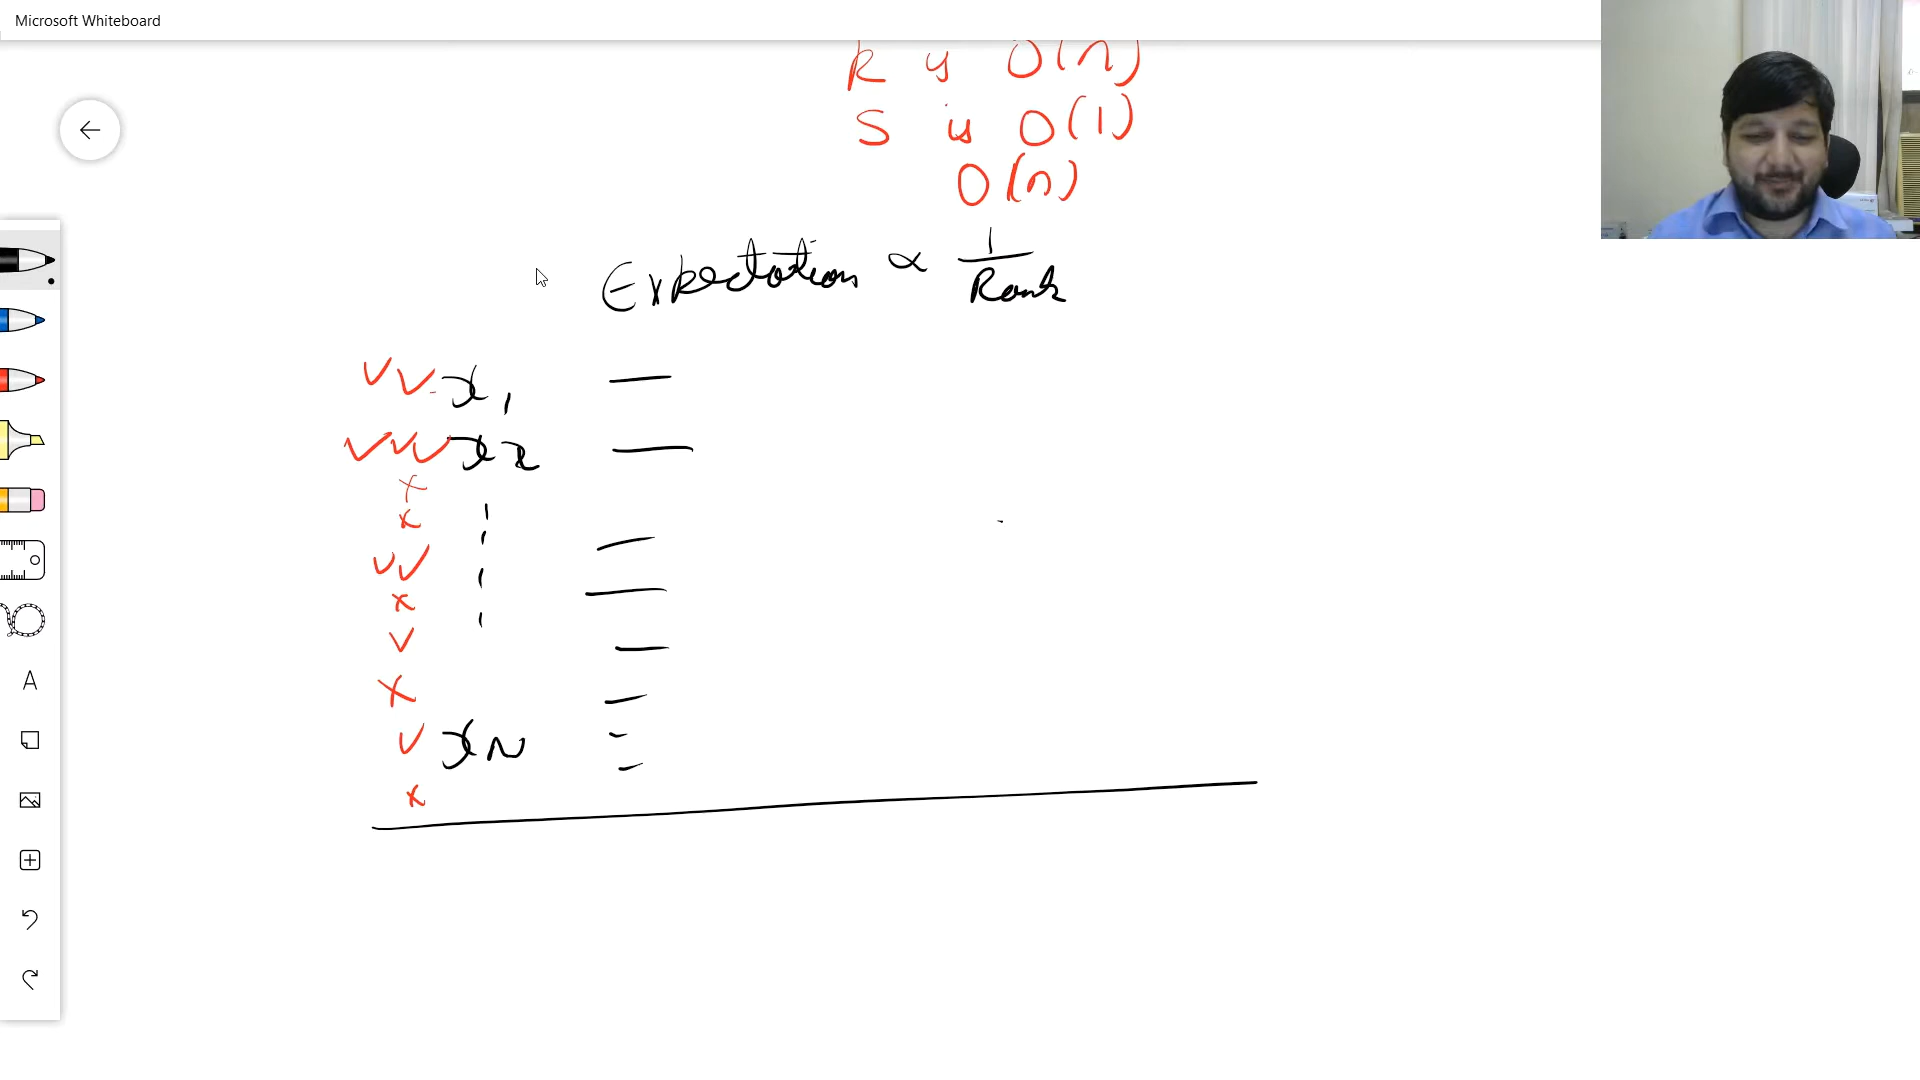 Microsoft Whiteboard
R is O(n)
S is O(1)
O(n)
Expectation ∝ 1/Rank
✓✓ x1
✓✓✓ x2
x
x
✓✓
x
✓
x
✓ xN
x
A